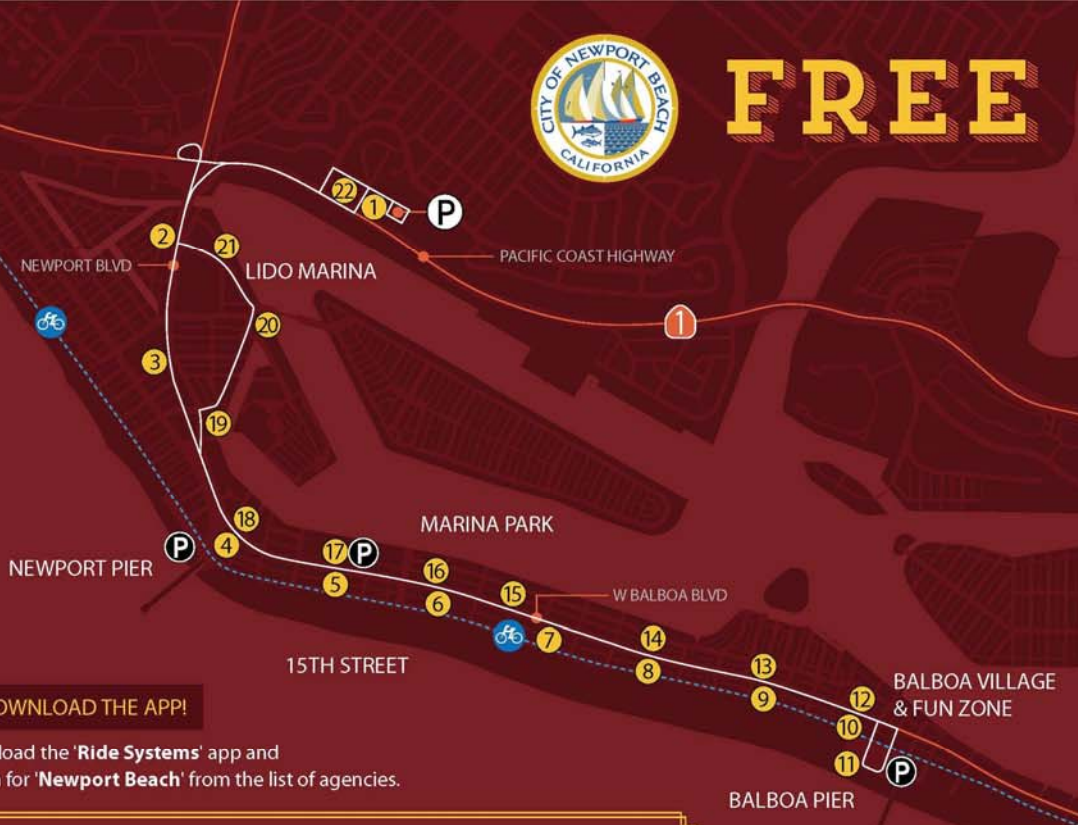 CITY OF NEWPORT BEACH
CALIFORNIA
FREE
22
1
P
2
21
NEWPORT BLVD
LIDO MARINA
PACIFIC COAST HIGHWAY
20
1
3
19
18
MARINA PARK
P
4
17
P
NEWPORT PIER
5
16
6
15
W BALBOA BLVD
7
14
15TH STREET
8
13
9
BALBOA VILLAGE
& FUN ZONE
12
10
11
P
BALBOA PIER
OWNLOAD THE APP!
load the 'Ride Systems' app and
for 'Newport Beach' from the list of agencies.